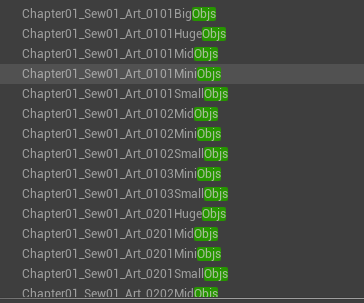 Chapter01_Sew01_Art_0101BigObjs
Chapter01_Sew01_Art_0101HugeObjs
Chapter01_Sew01_Art_0101MidObjs
Chapter01_Sew01_Art_0101MiniObjs
Chapter01_Sew01_Art_0101SmallObjs
Chapter01_Sew01_Art_0102MidObjs
Chapter01_Sew01_Art_0102MiniObjs
Chapter01_Sew01_Art_0102SmallObjs
Chapter01_Sew01_Art_0103MiniObjs
Chapter01_Sew01_Art_0103SmallObjs
Chapter01_Sew01_Art_0201HugeObjs
Chapter01_Sew01_Art_0201MidObjs
Chapter01_Sew01_Art_0201MiniObjs
Chapter01_Sew01_Art_0201SmallObjs
Chapter01_Sew01_Art_0202MidObjs